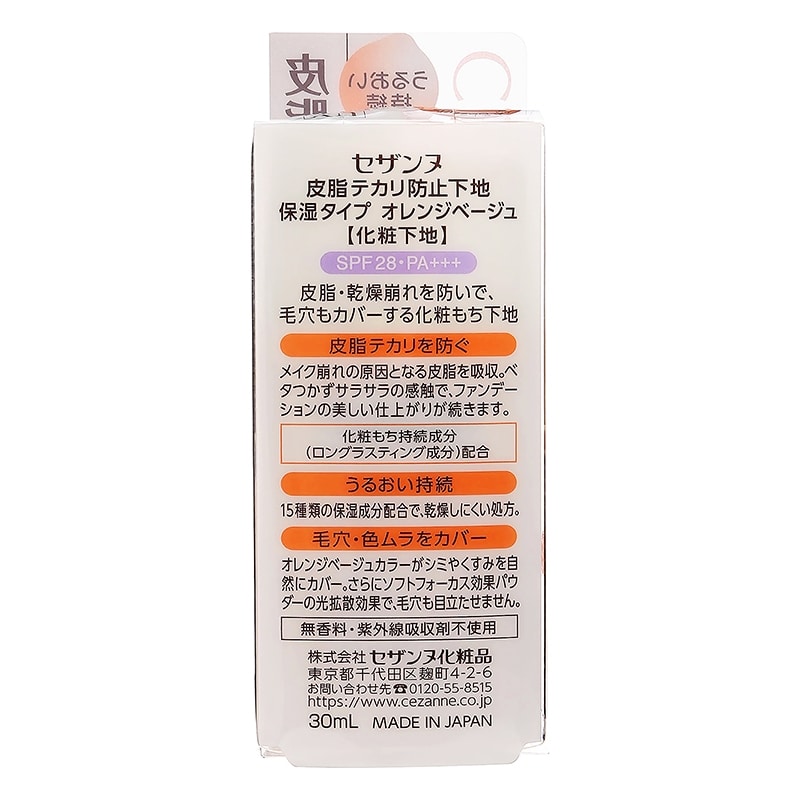 皮脂
うるおい
持続
C
セザンヌ
皮脂テカリ防止下地
保湿タイプ オレンジベージュ
【化粧下地】
SPF28・PA+++
皮脂・乾燥崩れを防いで、
毛穴もカバーする化粧もち下地
皮脂テカリを防ぐ
メイク崩れの原因となる皮脂を吸収。ベ
タつかずサラサラの感触で、ファンデー
ションの美しい仕上がりが続きます。
化粧もち持続成分
(ロングラスティング成分)配合
うるおい持続
15種類の保湿成分配合で、乾燥しにくい処方。
毛穴・色ムラをカバー
オレンジベージュカラーがシミやくすみを自
然にカバー。さらにソフトフォーカス効果パウ
ダーの光拡散効果で、毛穴も目立たせません。
無香料・紫外線吸収剤不使用
株式会社 セザンヌ化粧品
東京都千代田区麹町4-2-6
お問い合わせ先☎0120-55-8515
https://www.cezanne.co.jp
30mL MADE IN JAPAN